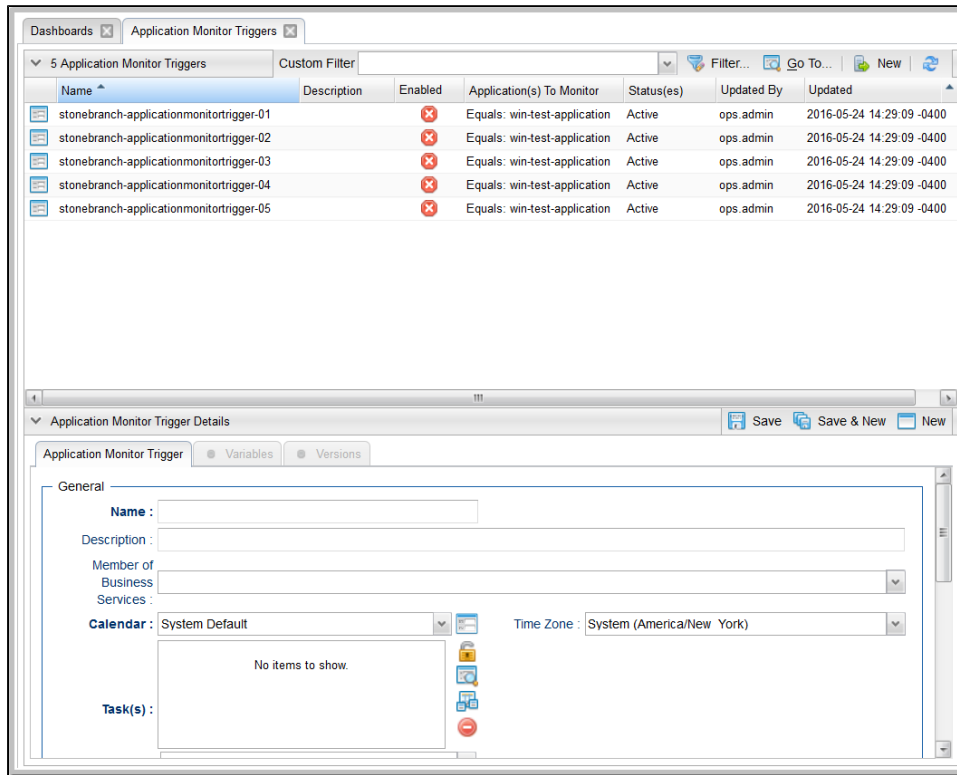 Dashboards Application Monitor Triggers
5 Application Monitor Triggers Custom Filter Filter... Go To... New
Name Description Enabled Application(s) To Monitor Status(es) Updated By Updated
stonebranch-applicationmonitortrigger-01 Equals: win-test-application Active ops.admin 2016-05-24 14:29:09 -0400
stonebranch-applicationmonitortrigger-02 Equals: win-test-application Active ops.admin 2016-05-24 14:29:09 -0400
stonebranch-applicationmonitortrigger-03 Equals: win-test-application Active ops.admin 2016-05-24 14:29:09 -0400
stonebranch-applicationmonitortrigger-04 Equals: win-test-application Active ops.admin 2016-05-24 14:29:09 -0400
stonebranch-applicationmonitortrigger-05 Equals: win-test-application Active ops.admin 2016-05-24 14:29:09 -0400
Application Monitor Trigger Details Save Save & New New
Application Monitor Trigger Variables Versions
General
Name :
Description :
Member of
Business
Services :
Calendar : System Default Time Zone : System (America/New York)
No items to show.
Task(s) :